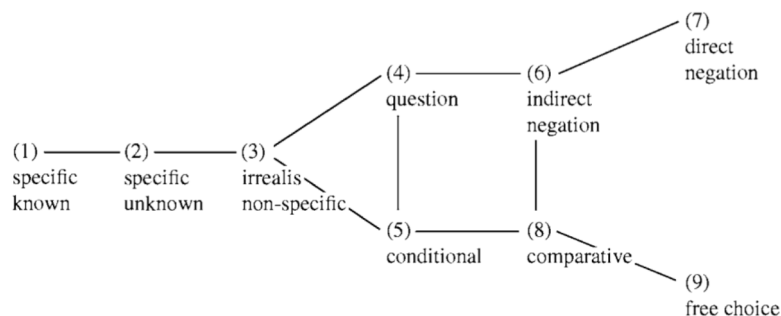 (7)
direct
negation
(4)
question
(6)
indirect
negation
(1)
specific
known
(2)
specific
unknown
(3)
irrealis
non-specific
(5)
conditional
(8)
comparative
(9)
free choice